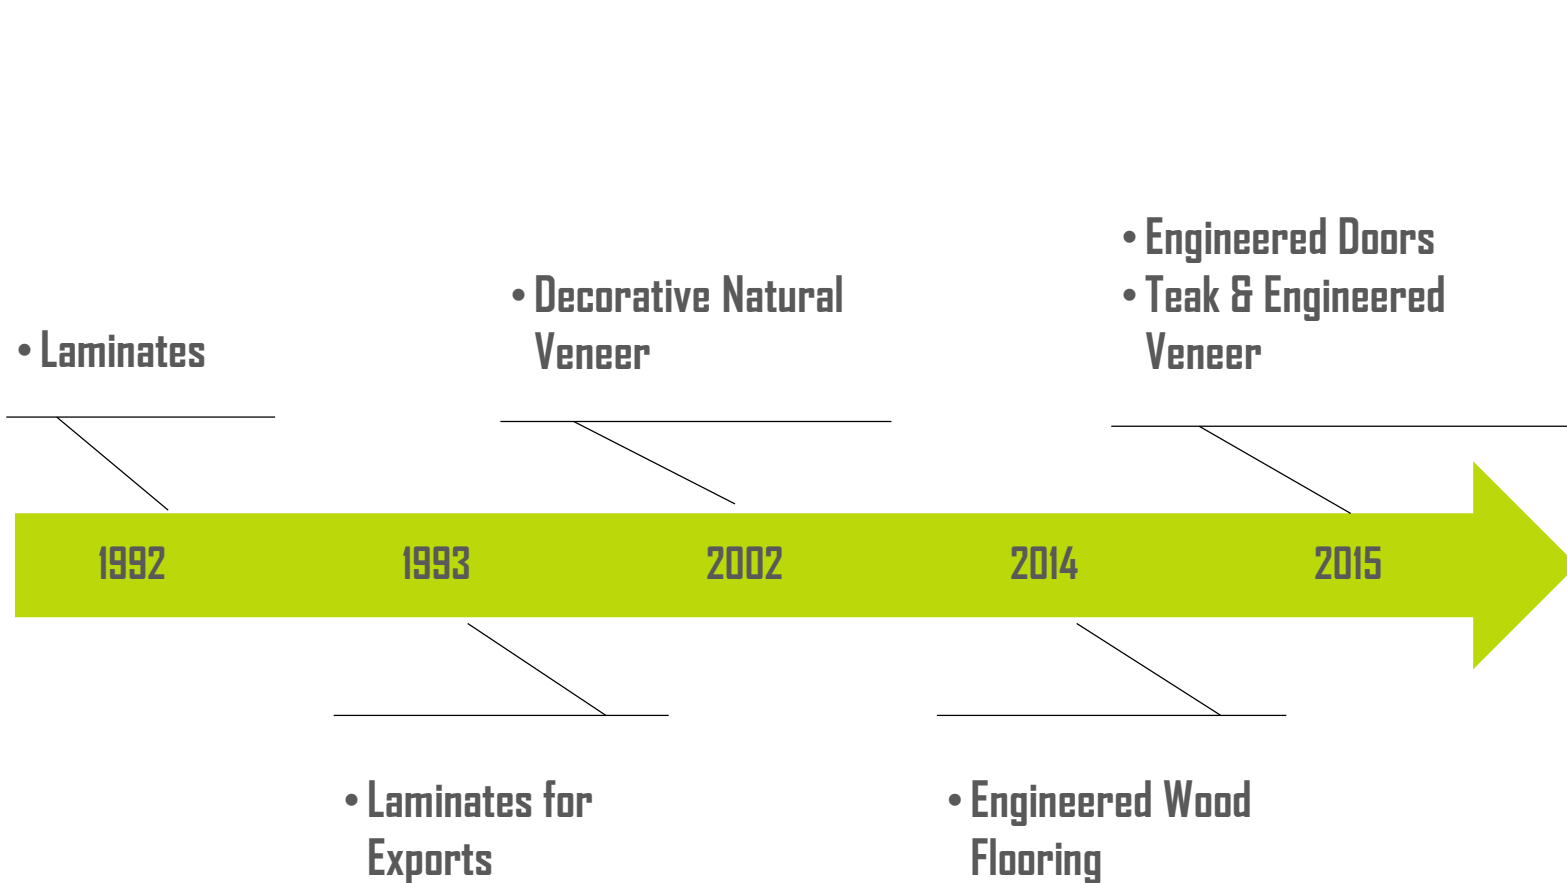 • Engineered Doors
• Decorative Natural
Veneer
• Teak & Engineered
Veneer
• Laminates
1992
1993
2002
2014
2015
• Laminates for
Exports
• Engineered Wood
Flooring